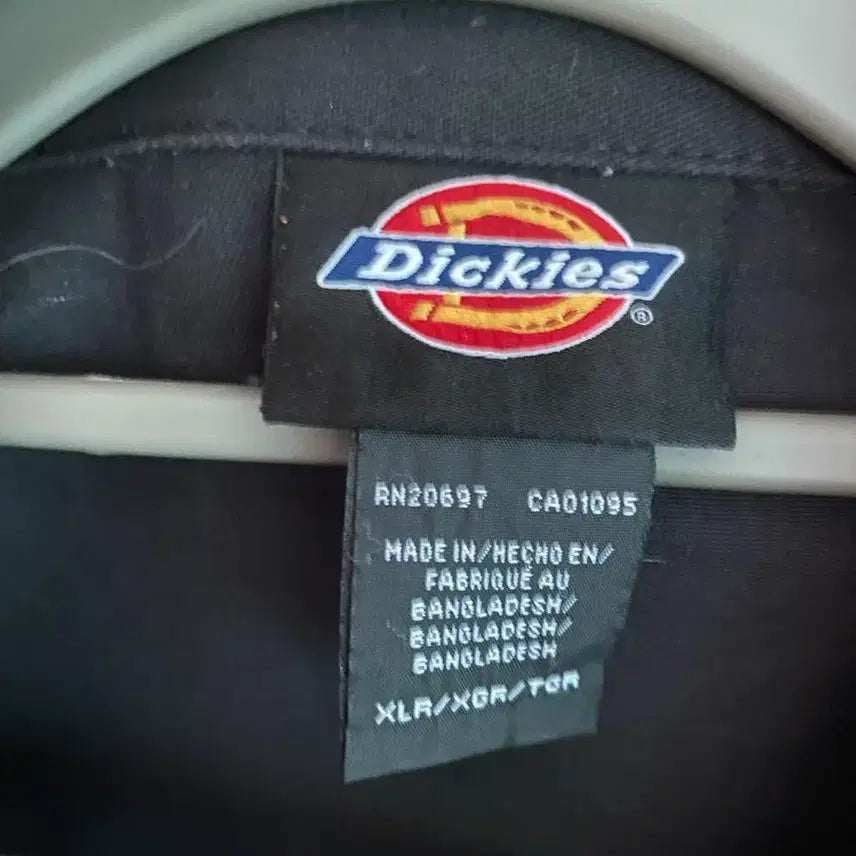 Dickies
®
RN20697 CA01095
MADE IN/HECHO EN/
FABRIQUÉ AU
BANGLADESH/
BANGLADESH/
BANGLADESH
XLR/XGR/TGR